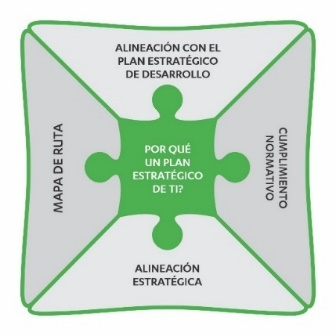 ALINEACIÓN CON EL
PLAN ESTRATÉGICO
DE DESARROLLO
MAPA DE RUTA
POR QUÉ
UN PLAN
ESTRATÉGICO
DE TI?
CUMPLIMIENTO
NORMATIVO
ALINEACIÓN
ESTRATÉGICA